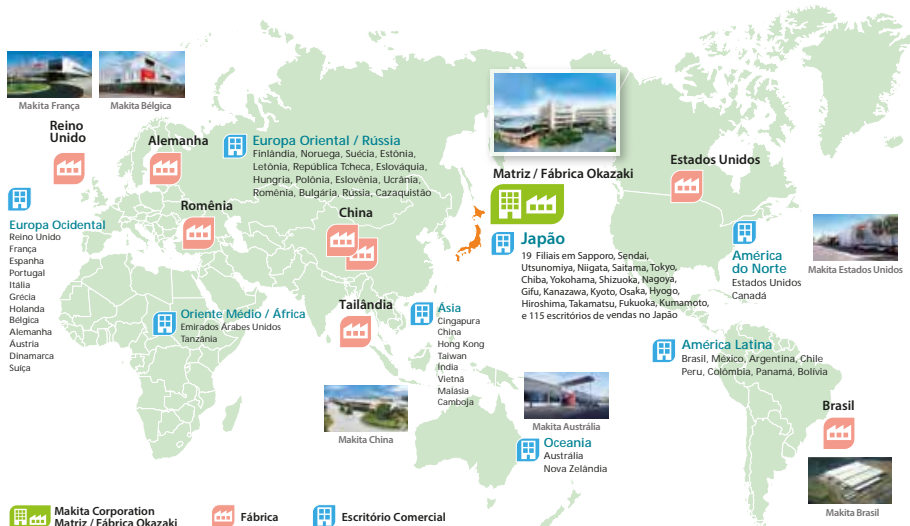 Makita França
Makita Bélgica
Reino
Unido
Alemanha
Europa Oriental / Rússia
Finlândia, Noruega, Suécia, Estônia,
Letônia, República Tcheca, Eslováquia,
Hungria, Polônia, Eslovênia, Ucrânia,
Romênia, Bulgária, Rússia, Cazaquistão
Matriz / Fábrica Okazaki
Estados Unidos
Europa Ocidental
Reino Unido
França
Espanha
Portugal
Itália
Grécia
Holanda
Bélgica
Alemanha
Áustria
Dinamarca
Suiça
Romênia
China
Japão
19 Filiais em Sapporo, Sendai,
Utsunomiya, Niigata, Saitama, Tokyo,
Chiba, Yokohama, Shizuoka, Nagoya,
Gifu, Kanazawa, Kyoto, Osaka, Hyogo,
Hiroshima, Takamatsu, Fukuoka, Kumamoto,
e 115 escritórios de vendas no Japão
América
do Norte
Estados Unidos
Canadá
Makita Estados Unidos
Oriente Médio / África
Emirados Árabes Unidos
Tanzânia
Tailândia
Ásia
Cingapura
China
Hong Kong
Taiwan
Índia
Vietnã
Malásia
Camboja
América Latina
Brasil, México, Argentina, Chile
Peru, Colômbia, Panamá, Bolívia
Makita China
Makita Austrália
Oceania
Austrália
Nova Zelândia
Brasil
Makita Brasil
Makita Corporation
Matriz / Fábrica Okazaki
Fábrica
Escritório Comercial